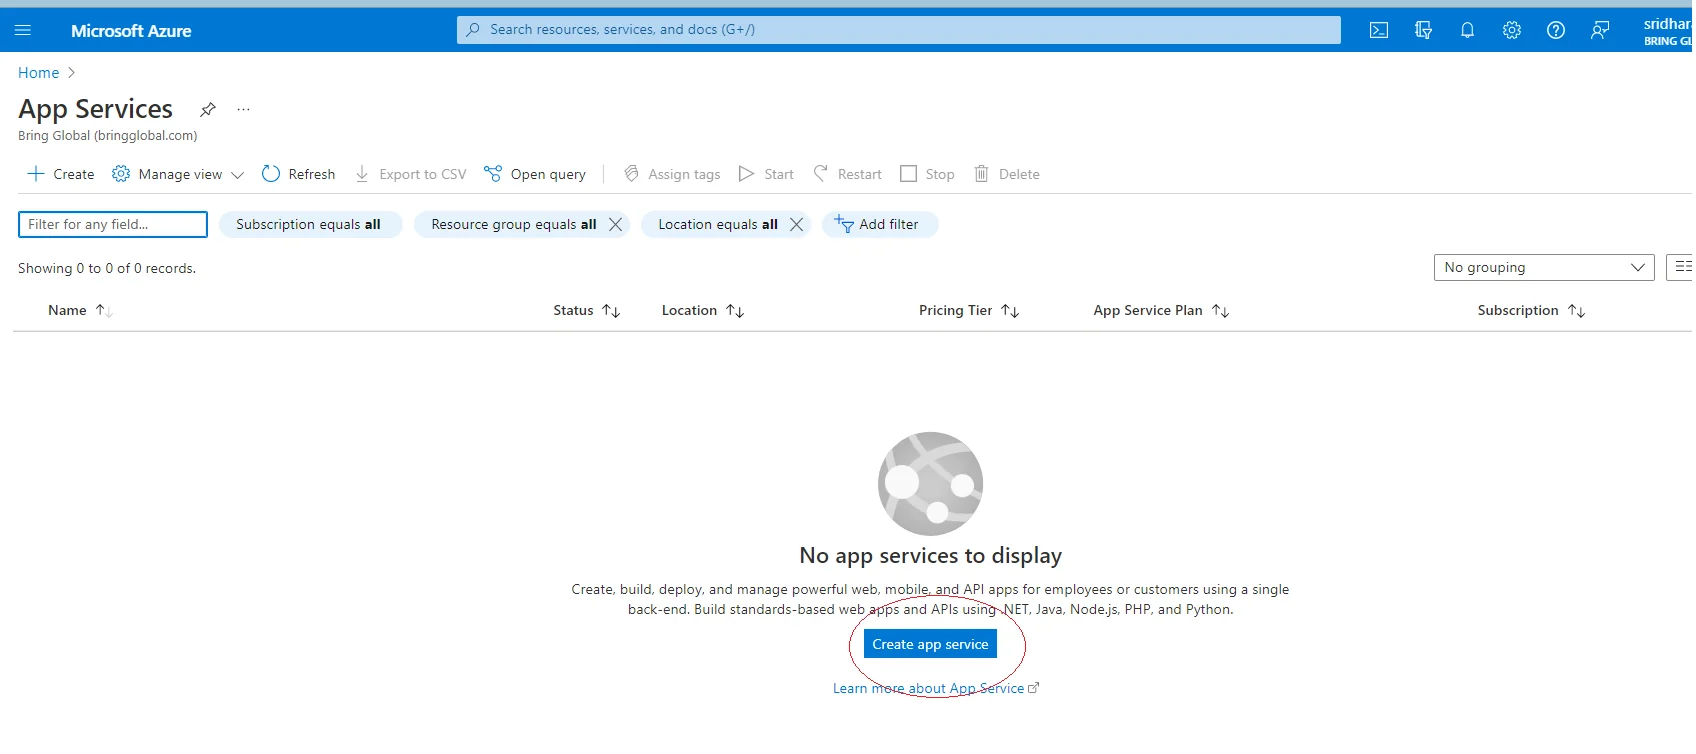 Microsoft Azure
Search resources, services, and docs (G+/)
sridhar
BRING GL
Home
App Services
...
Bring Global (bringglobal.com)
Create Manage view Refresh Export to CSV Open query Assign tags Start Restart Stop Delete
Filter for any field... Subscription equals all Resource group equals all Location equals all Add filter
Showing 0 to 0 of 0 records.
No grouping
Name Status Location Pricing Tier App Service Plan Subscription
No app services to display
Create, build, deploy, and manage powerful web, mobile, and API apps for employees or customers using a single
back-end. Build standards-based web apps and APIs using .NET, Java, Node.js, PHP, and Python.
Create app service
Learn more about App Service